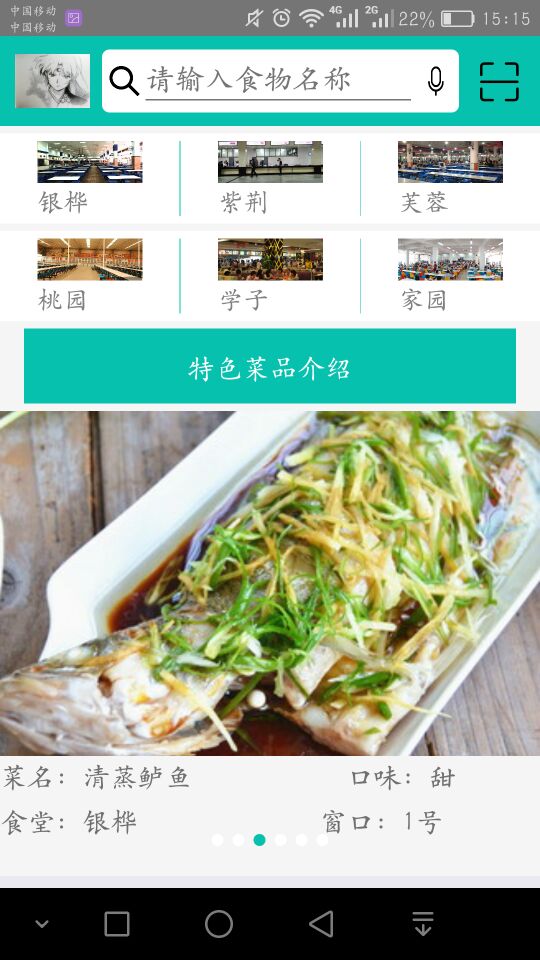 中国移动
中国移动
4G 2G 22% 15:15
请输入食物名称
银桦 紫荆 芙蓉
桃园 学子 家园
特色菜品介绍
菜名：清蒸鲈鱼 口味：甜
食堂：银桦 窗口：1号